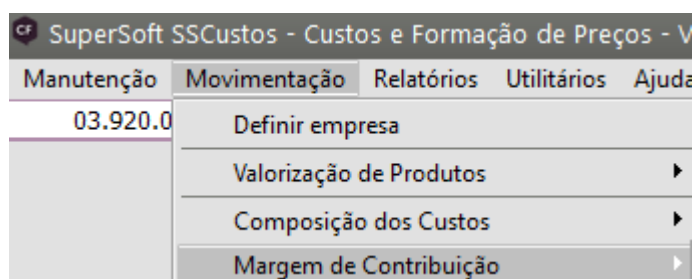 CF SuperSoft SSCustos - Custos e Formação de Preços - V
Manutenção Movimentação Relatórios Utilitários Ajuda
03.920.0
Definir empresa
Valorização de Produtos
Composição dos Custos
Margem de Contribuição